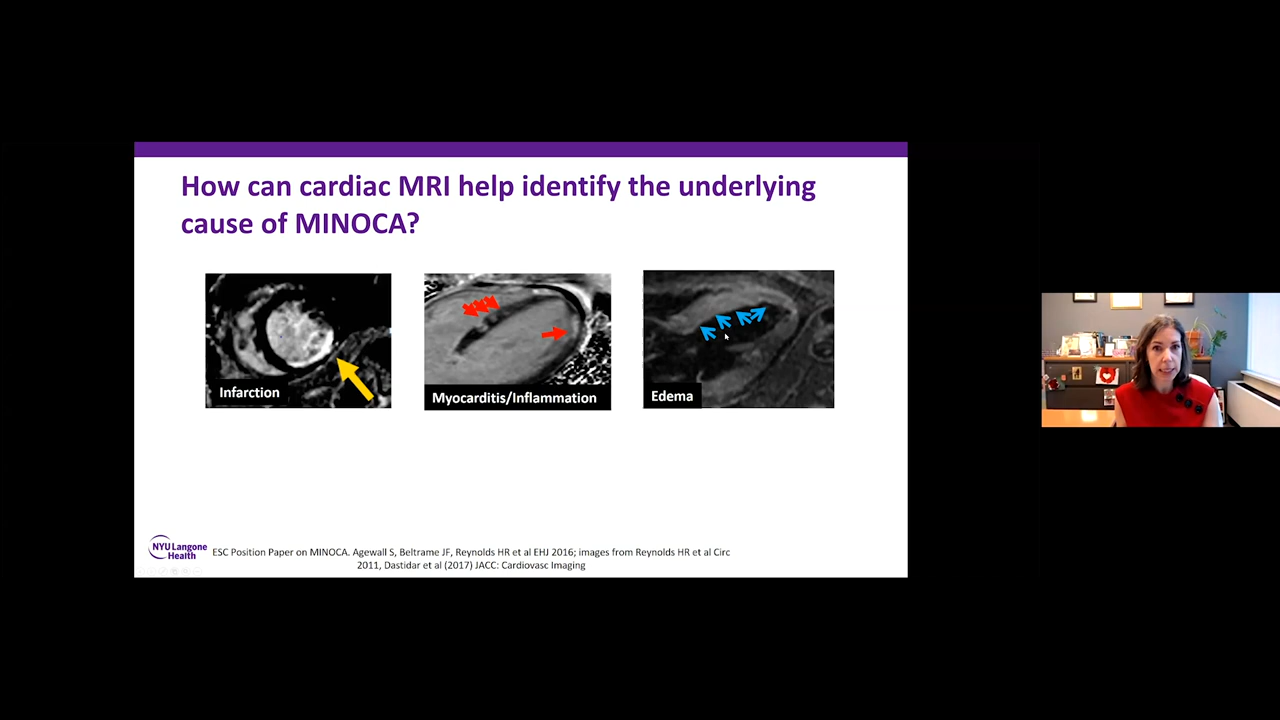 How can cardiac MRI help identify the underlying
cause of MINOCA?
Infarction
Myocarditis/Inflammation
Edema
NYU Langone
Health
ESC Position Paper on MINOCA. Agewall S, Beltrame JF, Reynolds HR et al EHJ 2016; images from Reynolds HR et al Circ
2011, Dastidar et al (2017) JACC: Cardiovasc Imaging